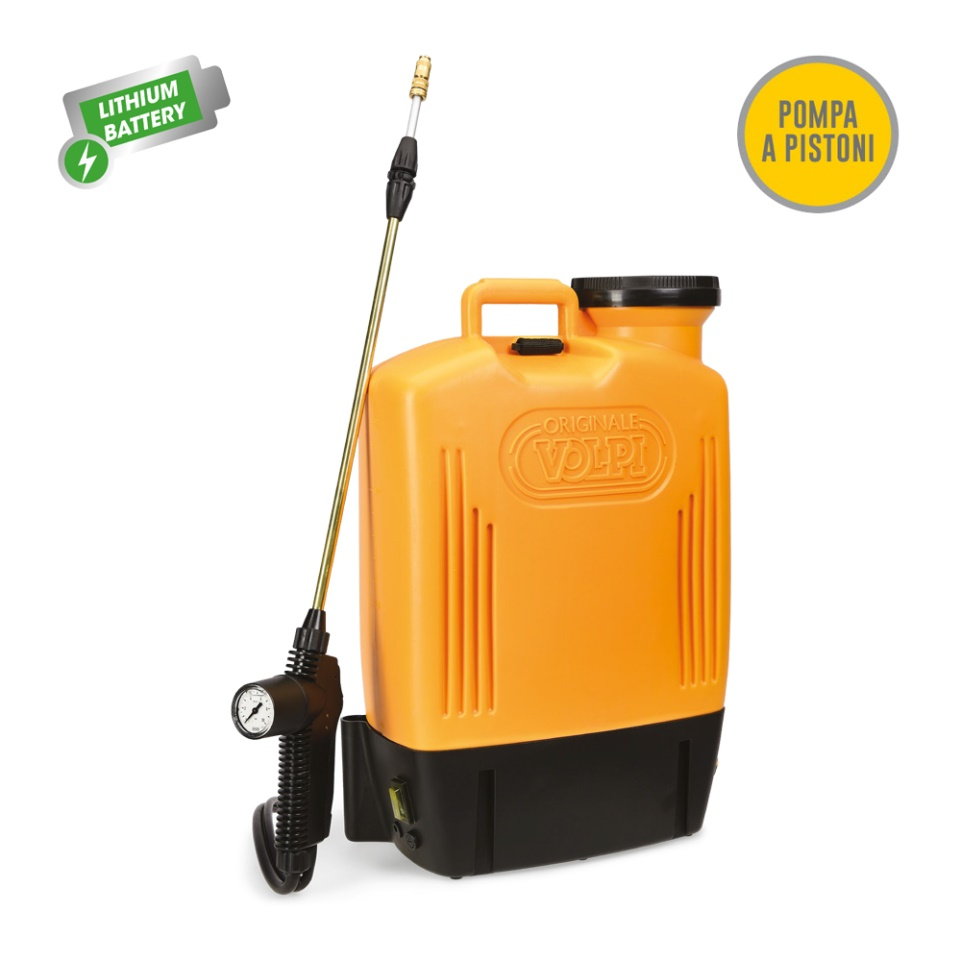 LITHIUM
BATTERY
POMPA
A PISTONI
ORIGINALE
VOLPI